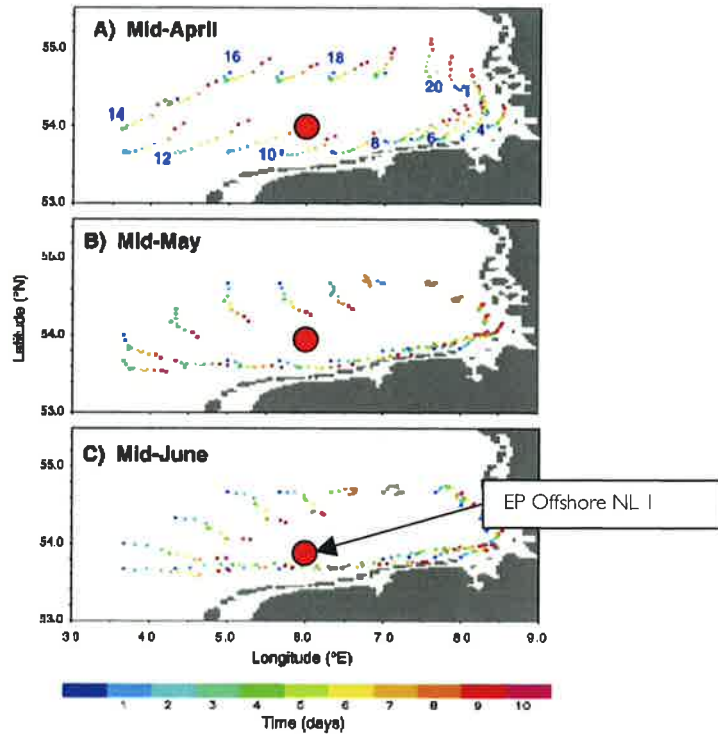 A) Mid-April
55.0
54.0
53.0
16
18
20
14
12
10
8
6
4
B) Mid-May
Latitude (°N)
55.0
54.0
53.0
C) Mid-June
55.0
54.0
53.0
EP Offshore NL 1
3.0 4.0 5.0 6.0 7.0 8.0 9.0
Longitude (°E)
1 2 3 4 5 6 7 8 9 10
Time (days)